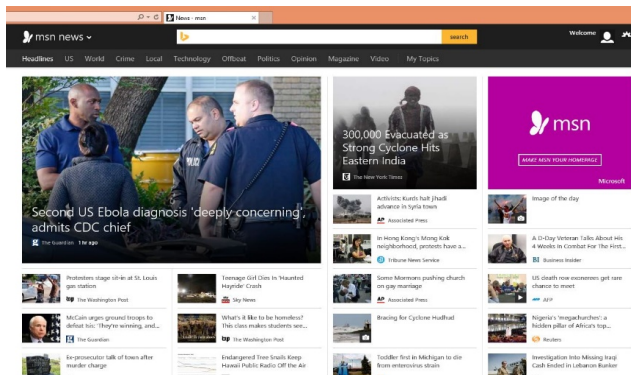 News - msn
msn news
search
Welcome
Headlines US World Crime Local Technology Offbeat Politics Opinion Magazine Video My Topics
Second US Ebola diagnosis 'deeply concerning',
admits CDC chief
The Guardian 1 hr ago
300,000 Evacuated as
Strong Cyclone Hits
Eastern India
The New York Times
msn
MAKE MSN YOUR HOMEPAGE
Microsoft
Activists: Kurds halt jihadi
advance in Syria town
AP Associated Press
Image of the day
In Hong Kong's Mong Kok
neighborhood, protests have a...
Tribune News Service
A D-Day Veteran Talks About His
4 Weeks In Combat For The First...
BI Business Insider
Protesters stage sit-in at St. Louis
gas station
wp The Washington Post
Teenage Girl Dies In 'Haunted
Hayride' Crash
Sky News
Some Mormons pushing church
on gay marriage
AP Associated Press
US death row exonerees get rare
chance to meet
AFP
McCain urges ground troops to
defeat Isis: 'They're winning, and...
The Guardian
What's it like to be homeless?
This class makes students see...
wp The Washington Post
Bracing for Cyclone Hudhud
Nigeria's 'megachurches': a
hidden pillar of Africa's top...
Reuters
Ex-prosecutor talk of town after
murder charge
Endangered Tree Snails Keep
Hawaii Public Radio Off the Air
Toddler first in Michigan to die
from enterovirus strain
Investigation Into Missing Iraqi
Cash Ended in Lebanon Bunker